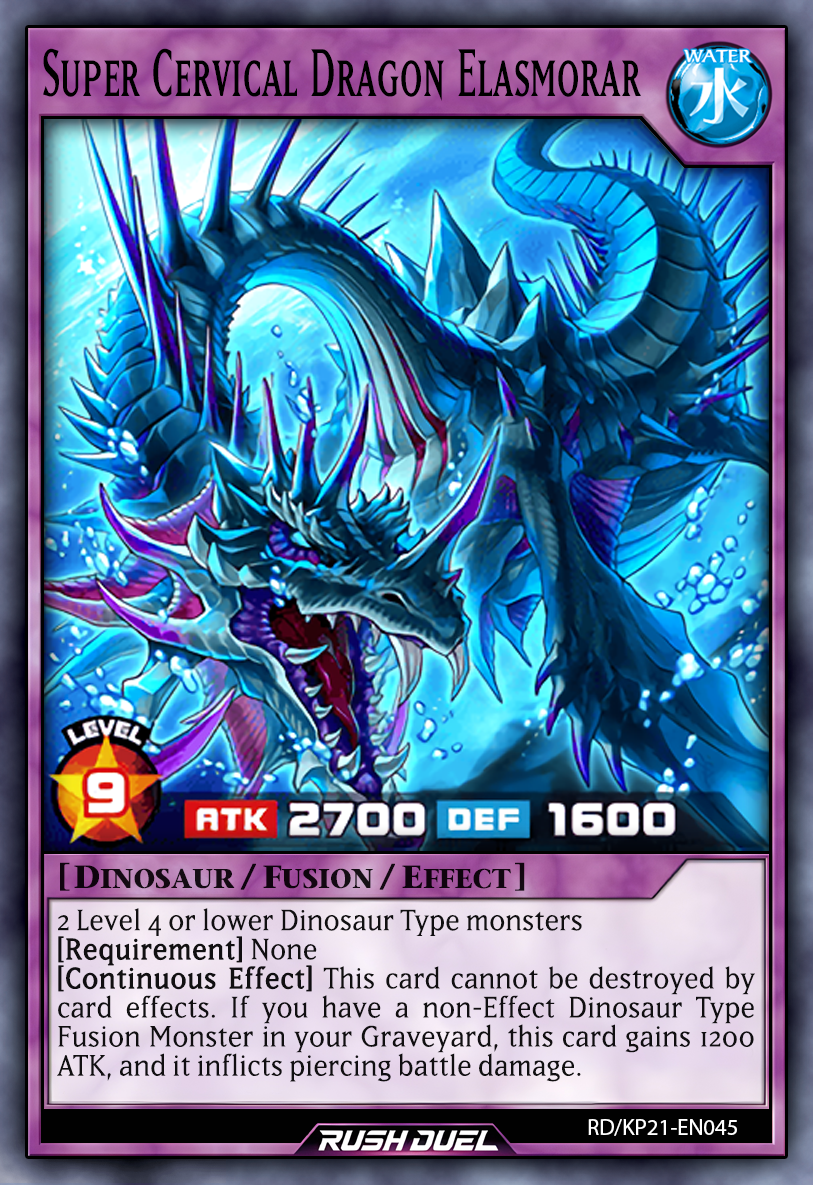 Super Cervical Dragon Elasmorar
WATER
水
LEVEL
9
ATK 2700 DEF 1600
[ Dinosaur / Fusion / Effect ]
2 Level 4 or lower Dinosaur Type monsters
[Requirement] None
[Continuous Effect] This card cannot be destroyed by
card effects. If you have a non-Effect Dinosaur Type
Fusion Monster in your Graveyard, this card gains 1200
ATK, and it inflicts piercing battle damage.
RD/KP21-EN045
RUSH DUEL